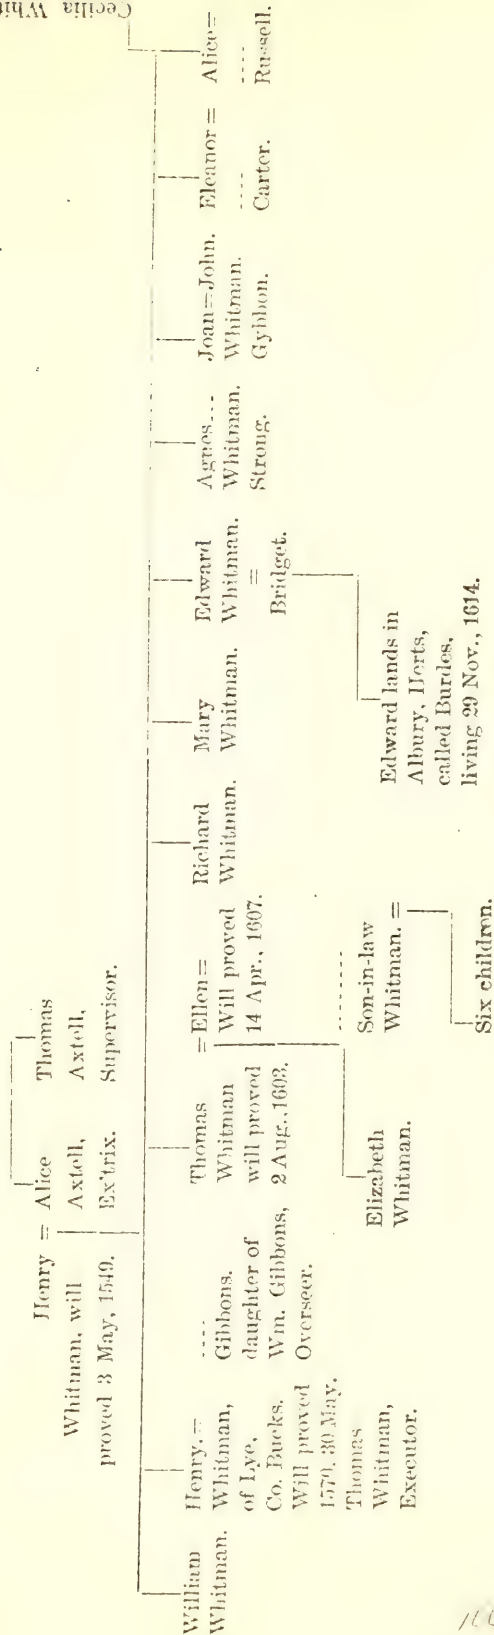 Henry = Alice Thomas
Whitman, will Axtell, Axtell,
proved 3 May, 1549. Ex'trix. Supervisor.
William
Whitman.
Henry. =
Whitman,
of Lye,
Co. Bucks.
Will proved
1570, 30 May.
Thomas
Whitman,
Executor.
....
Gibbons.
daughter of
Wm. Gibbons,
Overseer.
Thomas
Whitman
will proved
2 Aug., 1603.
=Ellen=
Will proved
14 Apr., 1607.
Richard
Whitman.
Mary
Whitman.
Edward
Whitman.
=
Bridget.
Agnes...
Whitman.
Strong.
Joan=John.
Whitman.
Gybbon.
Eleanor=
....
Carter.
Alice=
....
Russell.
Cecilia
Elizabeth
Whitman.
......
Son-in-law
Whitman. =
Six children.
Edward lands in
Albury, Herts,
called Burdes,
living 29 Nov., 1614.